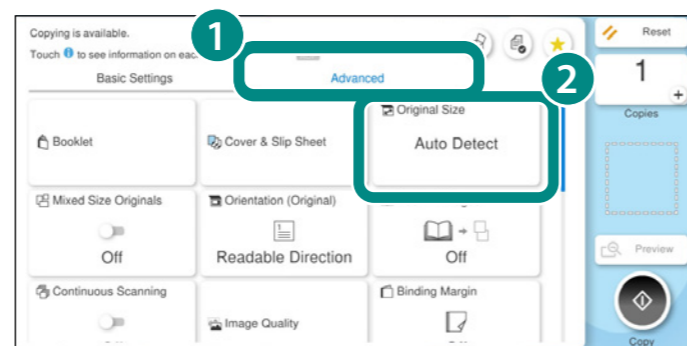 Copying is available.
Touch to see information on eac
Basic Settings
Advanced
1
2
Reset
1
+
Copies
Booklet
Cover & Slip Sheet
Original Size
Auto Detect
Mixed Size Originals
Off
Orientation (Original)
Readable Direction
Off
Preview
Continuous Scanning
Image Quality
Binding Margin
Copy